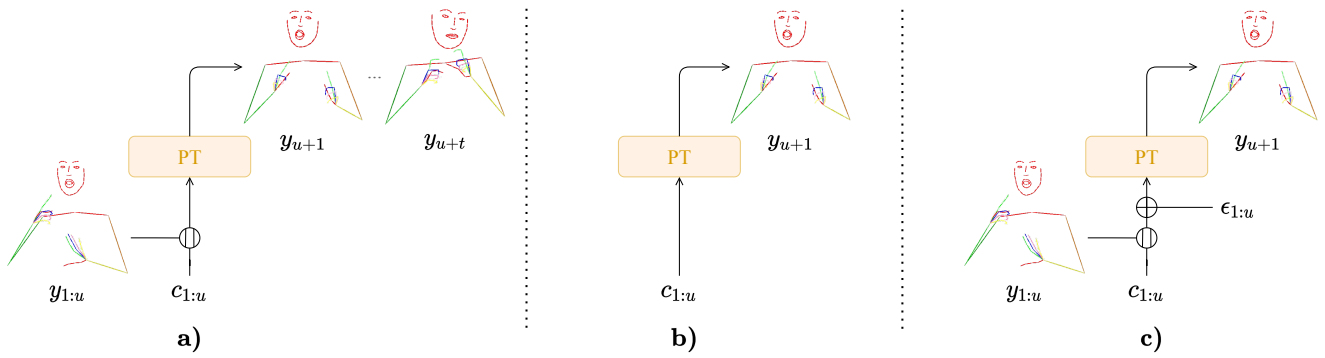 PT
y_{u+1}
...
y_{u+t}
y_{1:u}
c_{1:u}
a)
PT
y_{u+1}
c_{1:u}
b)
PT
y_{u+1}
ϵ_{1:u}
y_{1:u}
c_{1:u}
c)